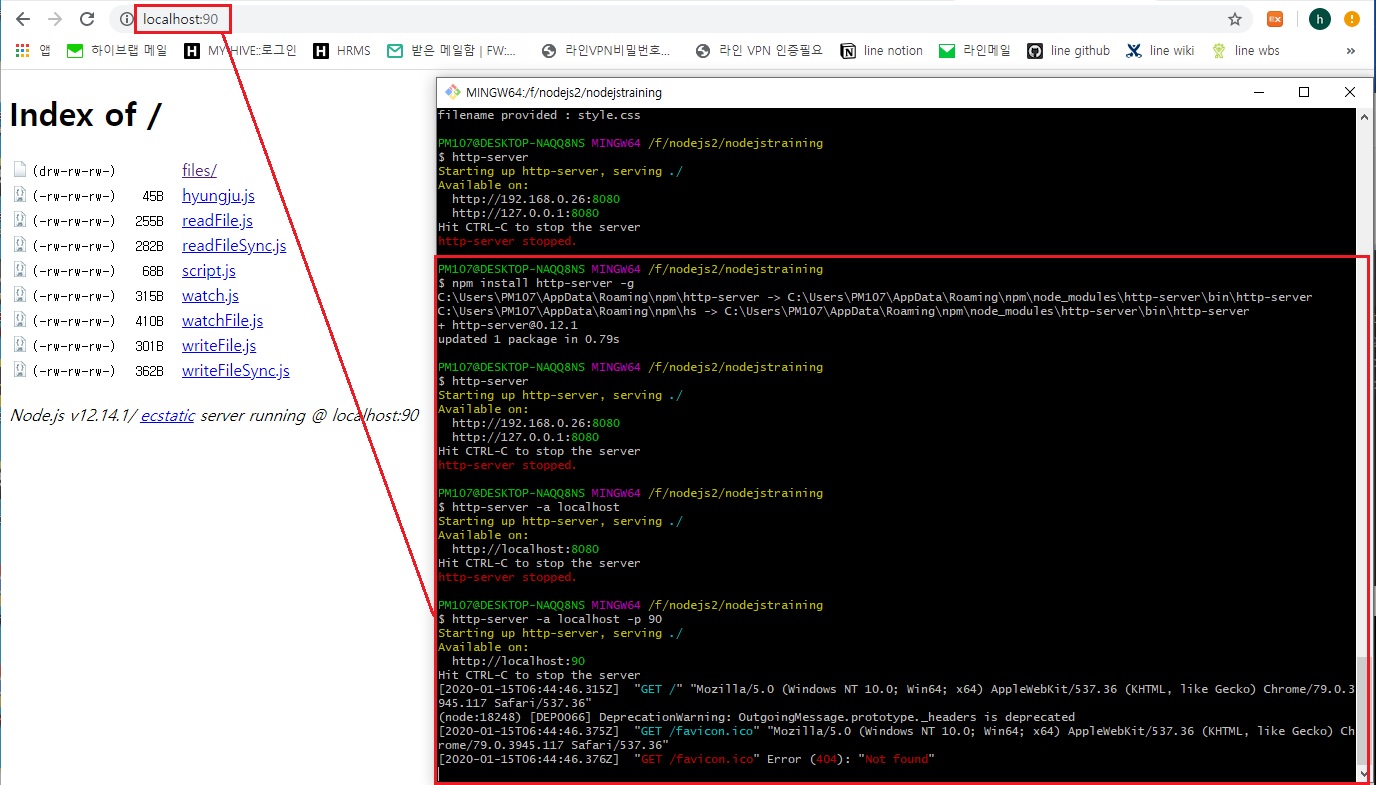 localhost:90
EX
h
앱
하이브랩 메일
H MY-HIVE::로그인
H HRMS
받은 메일함 | FW:...
라인VPN비밀번호...
라인 VPN 인증필요
line notion
라인메일
line github
line wiki
line wbs
»
Index of /
(drw-rw-rw-) files/
(-rw-rw-rw-) 45B hyungju.js
(-rw-rw-rw-) 255B readFile.js
(-rw-rw-rw-) 282B readFileSync.js
(-rw-rw-rw-) 68B script.js
(-rw-rw-rw-) 315B watch.js
(-rw-rw-rw-) 410B watchFile.js
(-rw-rw-rw-) 301B writeFile.js
(-rw-rw-rw-) 362B writeFileSync.js
Node.js v12.14.1/ ecstatic server running @ localhost:90
MINGW64:/f/nodejs2/nodejstraining
filename provided : style.css
PM107@DESKTOP-NAQQ8NS MINGW64 /f/nodejs2/nodejstraining
$ http-server
Starting up http-server, serving ./
Available on:
http://192.168.0.26:8080
http://127.0.0.1:8080
Hit CTRL-C to stop the server
http-server stopped.
PM107@DESKTOP-NAQQ8NS MINGW64 /f/nodejs2/nodejstraining
$ npm install http-server -g
C:\Users\PM107\AppData\Roaming\npm\http-server -> C:\Users\PM107\AppData\Roaming\npm\node_modules\http-server\bin\http-server
C:\Users\PM107\AppData\Roaming\npm\hs -> C:\Users\PM107\AppData\Roaming\npm\node_modules\http-server\bin\http-server
+ http-server@0.12.1
updated 1 package in 0.79s
PM107@DESKTOP-NAQQ8NS MINGW64 /f/nodejs2/nodejstraining
$ http-server
Starting up http-server, serving ./
Available on:
http://192.168.0.26:8080
http://127.0.0.1:8080
Hit CTRL-C to stop the server
http-server stopped.
PM107@DESKTOP-NAQQ8NS MINGW64 /f/nodejs2/nodejstraining
$ http-server -a localhost
Starting up http-server, serving ./
Available on:
http://localhost:8080
Hit CTRL-C to stop the server
http-server stopped.
PM107@DESKTOP-NAQQ8NS MINGW64 /f/nodejs2/nodejstraining
$ http-server -a localhost -p 90
Starting up http-server, serving ./
Available on:
http://localhost:90
Hit CTRL-C to stop the server
[2020-01-15T06:44:46.315Z] "GET /" "Mozilla/5.0 (Windows NT 10.0; Win64; x64) AppleWebKit/537.36 (KHTML, like Gecko) Chrome/79.0.3
945.117 Safari/537.36"
(node:18248) [DEP0066] DeprecationWarning: OutgoingMessage.prototype._headers is deprecated
[2020-01-15T06:44:46.375Z] "GET /favicon.ico" "Mozilla/5.0 (Windows NT 10.0; Win64; x64) AppleWebKit/537.36 (KHTML, like Gecko) Ch
rome/79.0.3945.117 Safari/537.36"
[2020-01-15T06:44:46.376Z] "GET /favicon.ico" Error (404): "Not found"